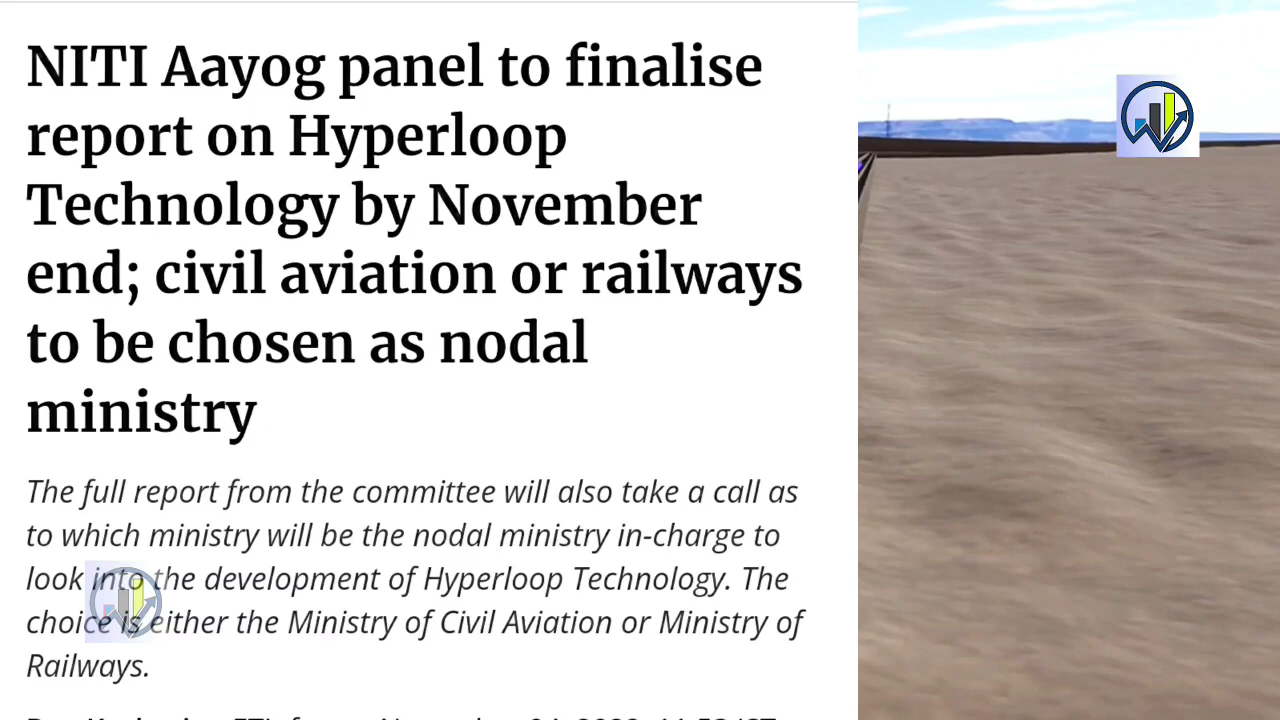 NITI Aayog panel to finalise
report on Hyperloop
Technology by November
end; civil aviation or railways
to be chosen as nodal
ministry
The full report from the committee will also take a call as
to which ministry will be the nodal ministry in-charge to
look into the development of Hyperloop Technology. The
choice is either the Ministry of Civil Aviation or Ministry of
Railways.